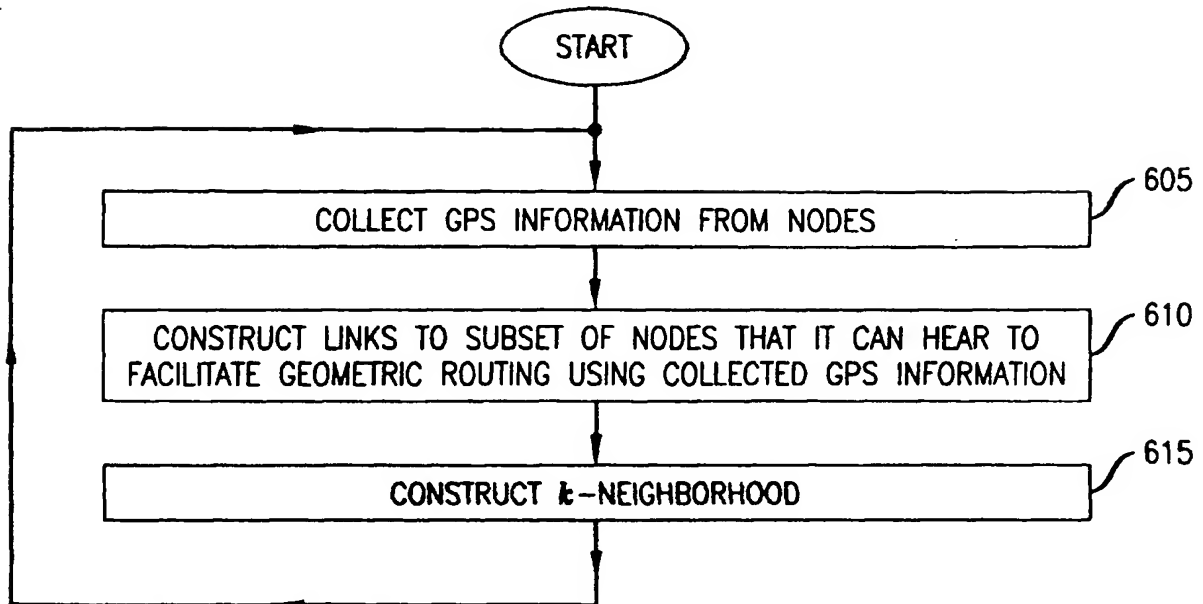 START
605
COLLECT GPS INFORMATION FROM NODES
610
CONSTRUCT LINKS TO SUBSET OF NODES THAT IT CAN HEAR TO
FACILITATE GEOMETRIC ROUTING USING COLLECTED GPS INFORMATION
615
CONSTRUCT k-NEIGHBORHOOD